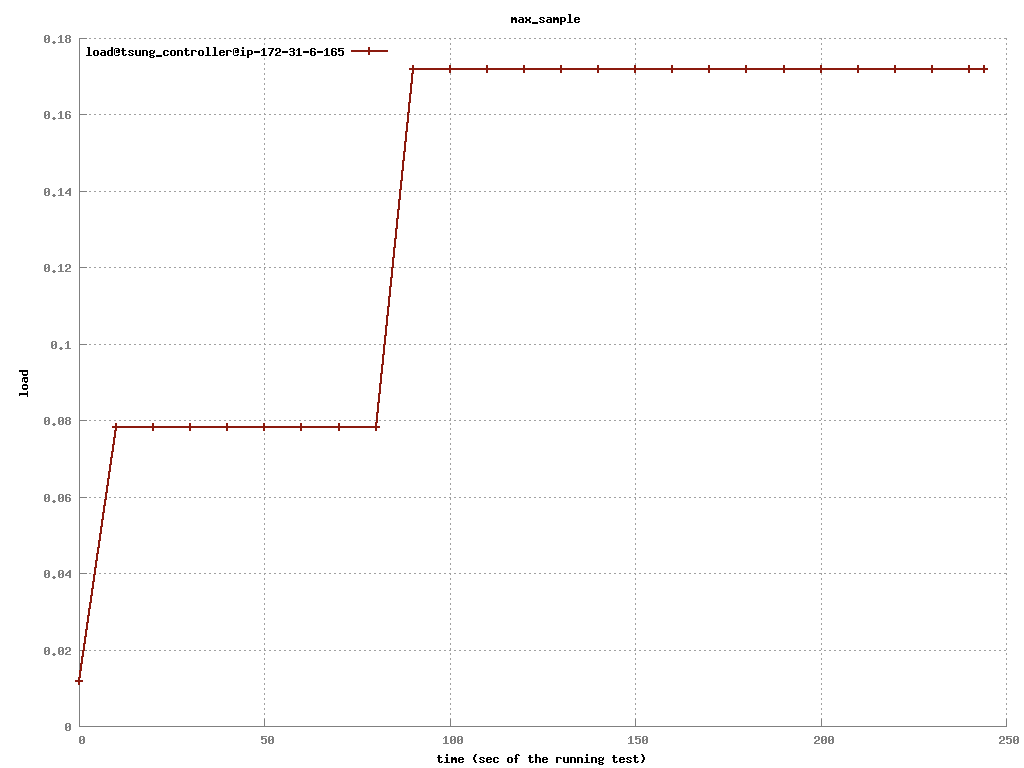 max_sample
load@tsung_controller@ip-172-31-6-165
0.18
0.16
0.14
0.12
0.1
0.08
0.06
0.04
0.02
0
load
0 50 100 150 200 250
time (sec of the running test)